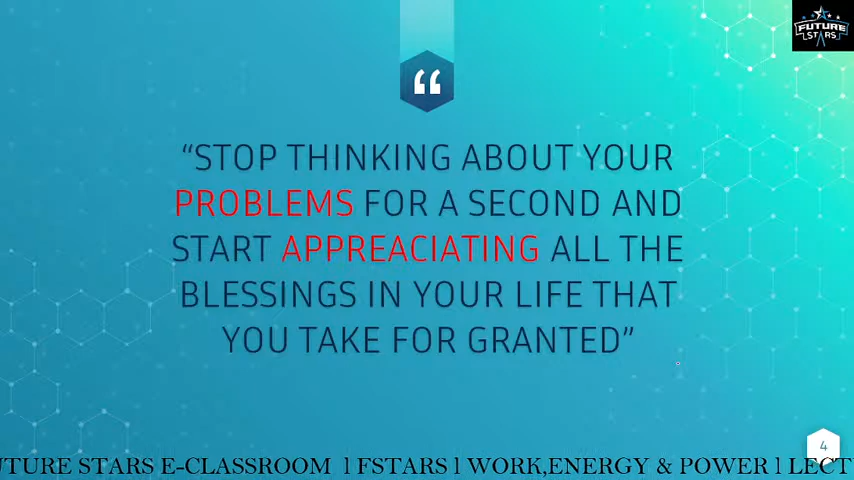 FUTURE
STARS
“
“STOP THINKING ABOUT YOUR
PROBLEMS FOR A SECOND AND
START APPREACIATING ALL THE
BLESSINGS IN YOUR LIFE THAT
YOU TAKE FOR GRANTED”
4
UTURE STARS E-CLASSROOM l FSTARS l WORK,ENERGY & POWER l LECT